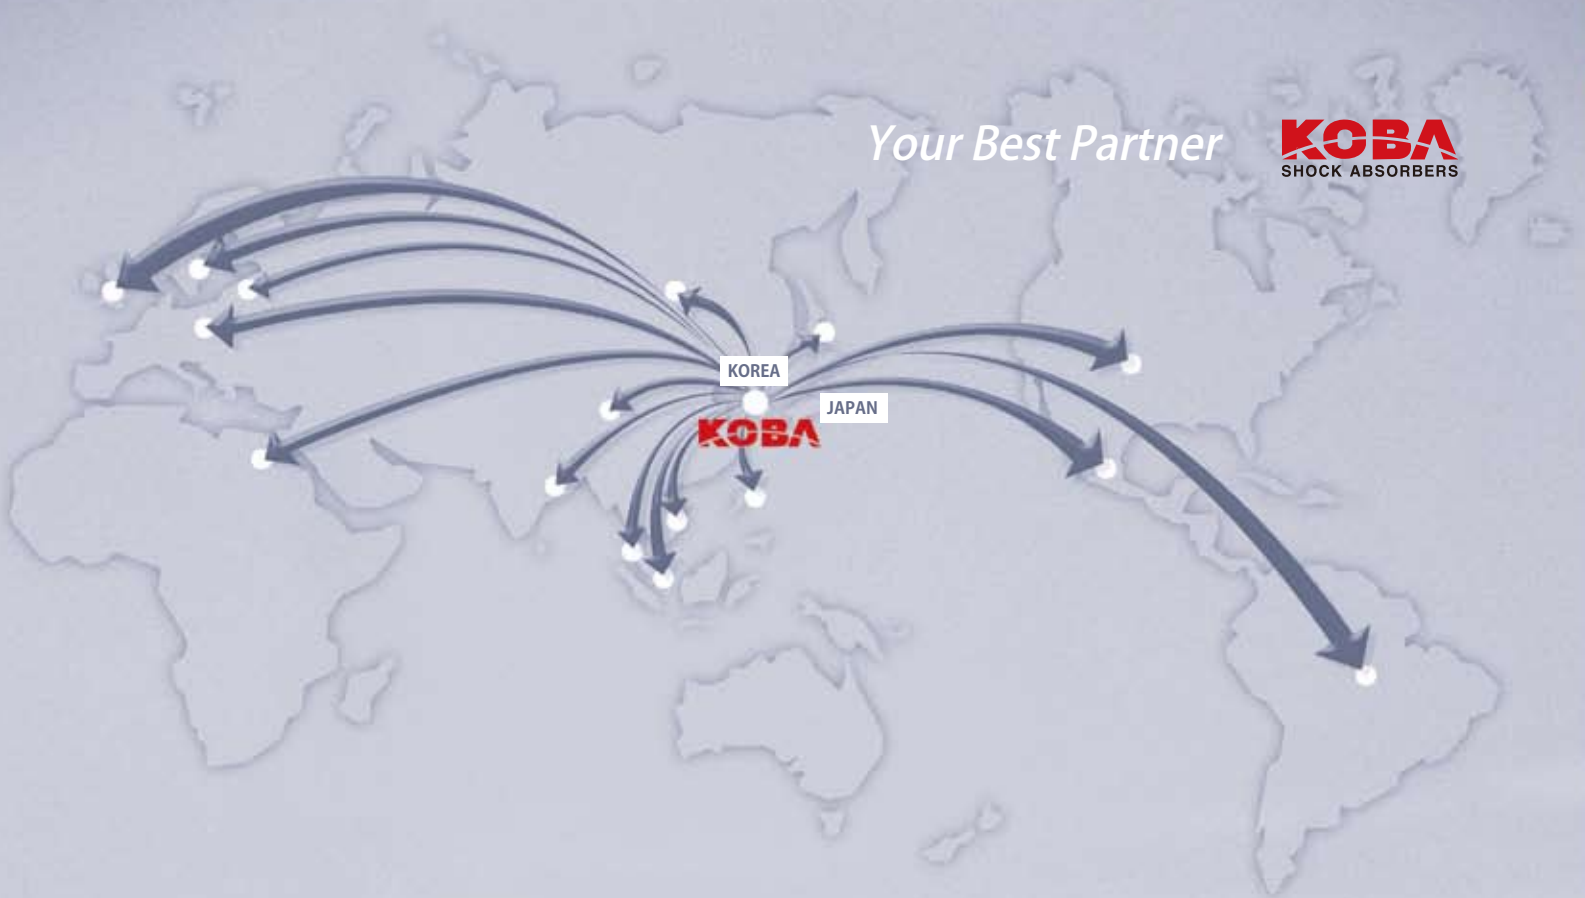 Your Best Partner
KOBA
SHOCK ABSORBERS
KOREA
JAPAN
KOBA